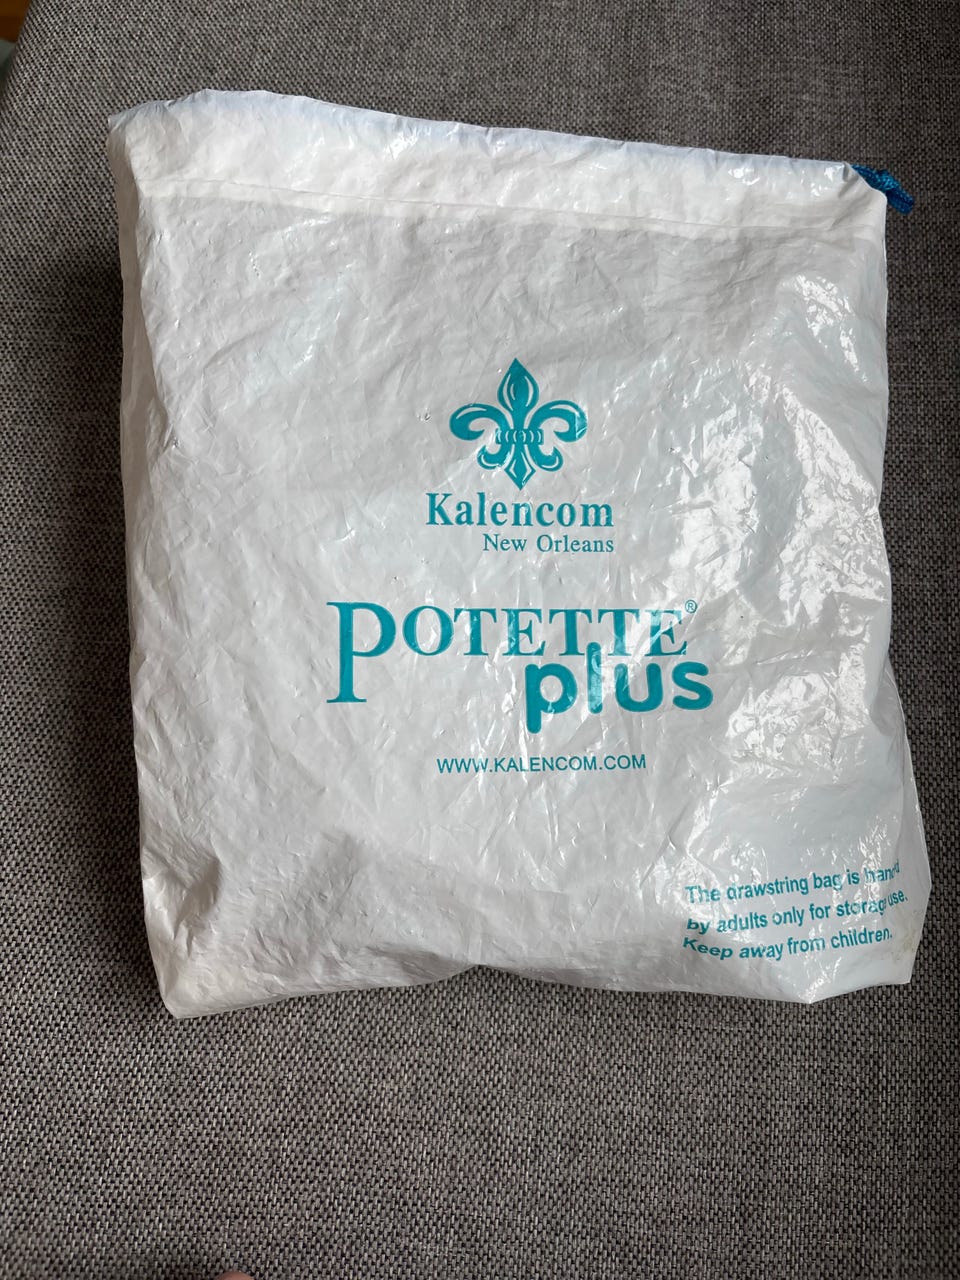 Kalencom
New Orleans
POTETTE®
plus
WWW.KALENCOM.COM
The drawstring bag is
by adults only for storage use.
Keep away from children.